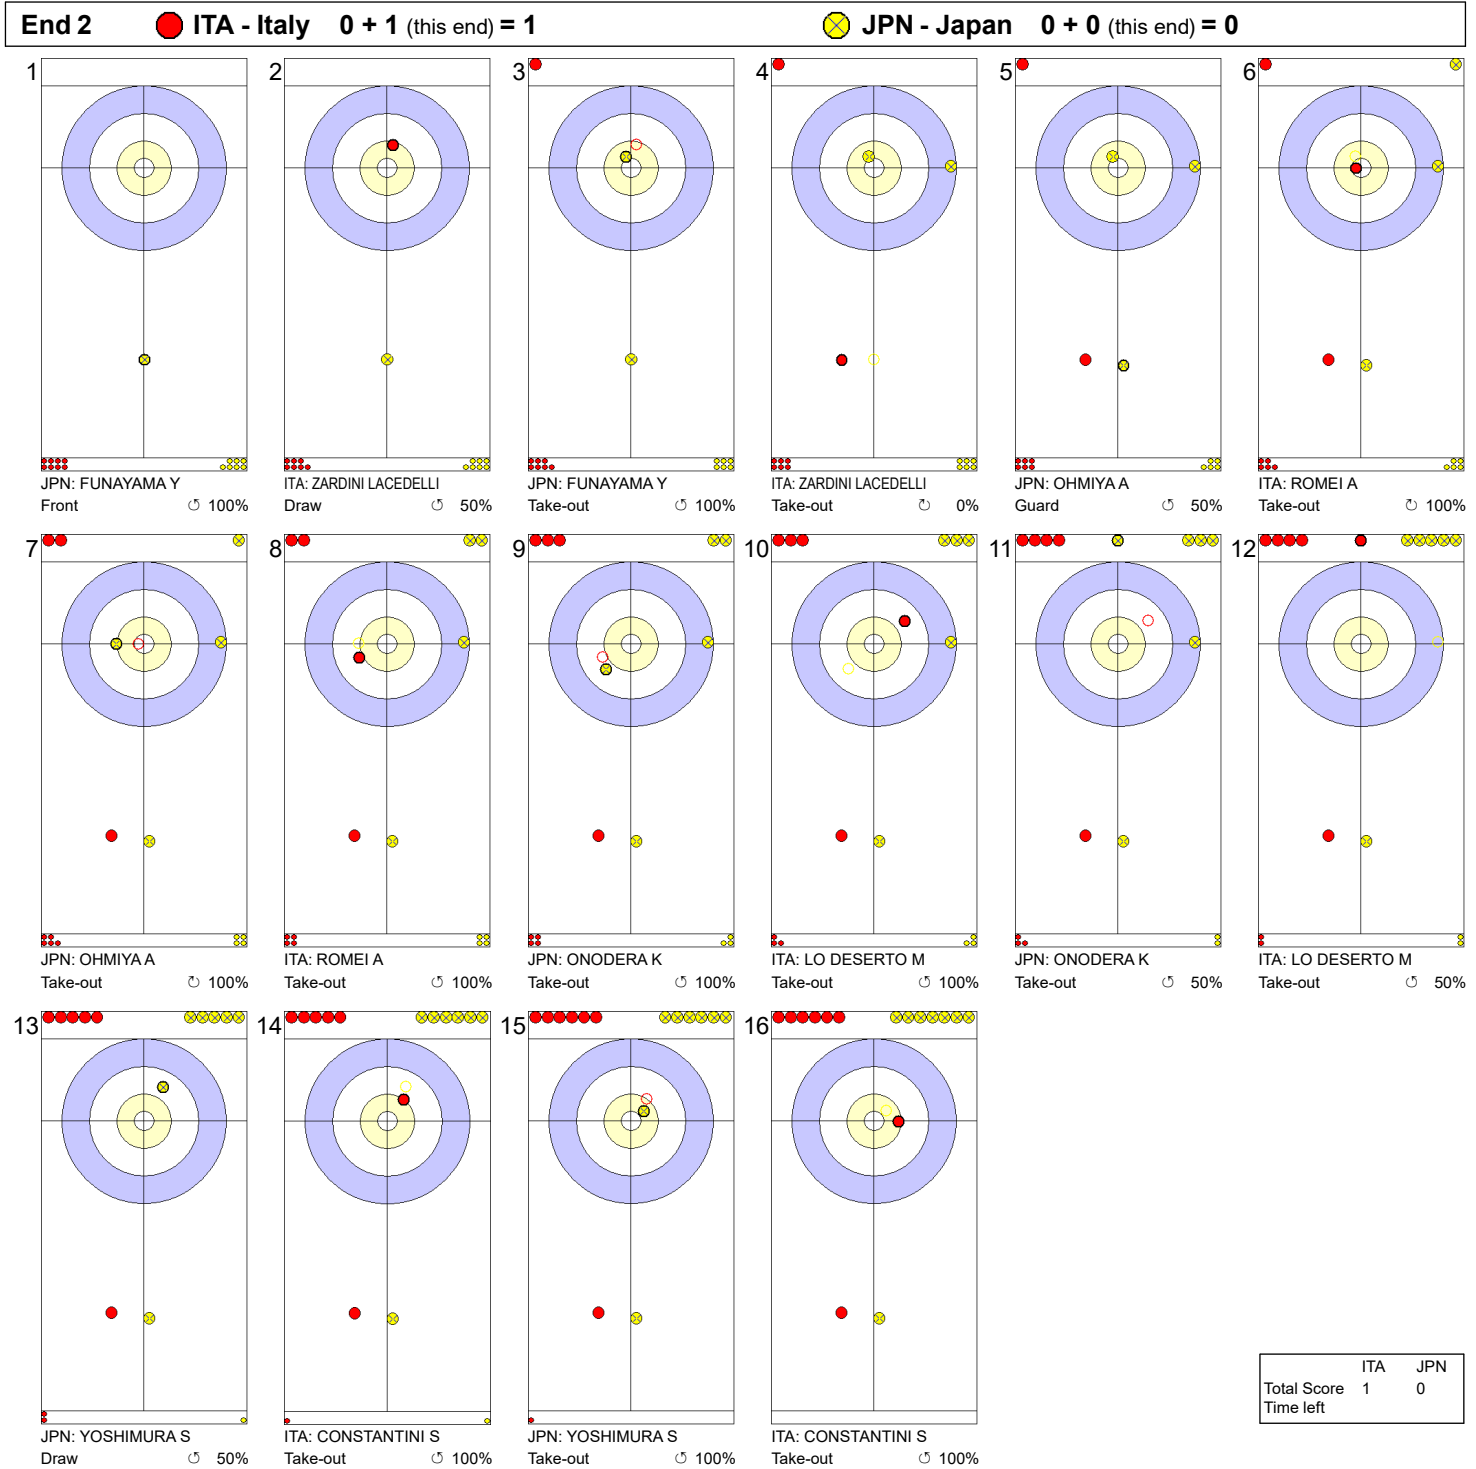 End 2 ITA - Italy 0 + 1 (this end) = 1 JPN - Japan 0 + 0 (this end) = 0
1 2 3 4 5 6
JPN: FUNAYAMA Y ITA: ZARDINI LACEDELLI JPN: FUNAYAMA Y ITA: ZARDINI LACEDELLI JPN: OHMIYA A ITA: ROMEI A
Front ↺ 100% Draw ↺ 50% Take-out ↺ 100% Take-out ↻ 0% Guard ↺ 50% Take-out ↻ 100%
7 8 9 10 11 12
JPN: OHMIYA A ITA: ROMEI A JPN: ONODERA K ITA: LO DESERTO M JPN: ONODERA K ITA: LO DESERTO M
Take-out ↻ 100% Take-out ↺ 100% Take-out ↺ 100% Take-out ↺ 100% Take-out ↺ 50% Take-out ↺ 50%
13 14 15 16
JPN: YOSHIMURA S ITA: CONSTANTINI S JPN: YOSHIMURA S ITA: CONSTANTINI S
Draw ↺ 50% Take-out ↺ 100% Take-out ↺ 100% Take-out ↺ 100%
ITA JPN
Total Score 1 0
Time left